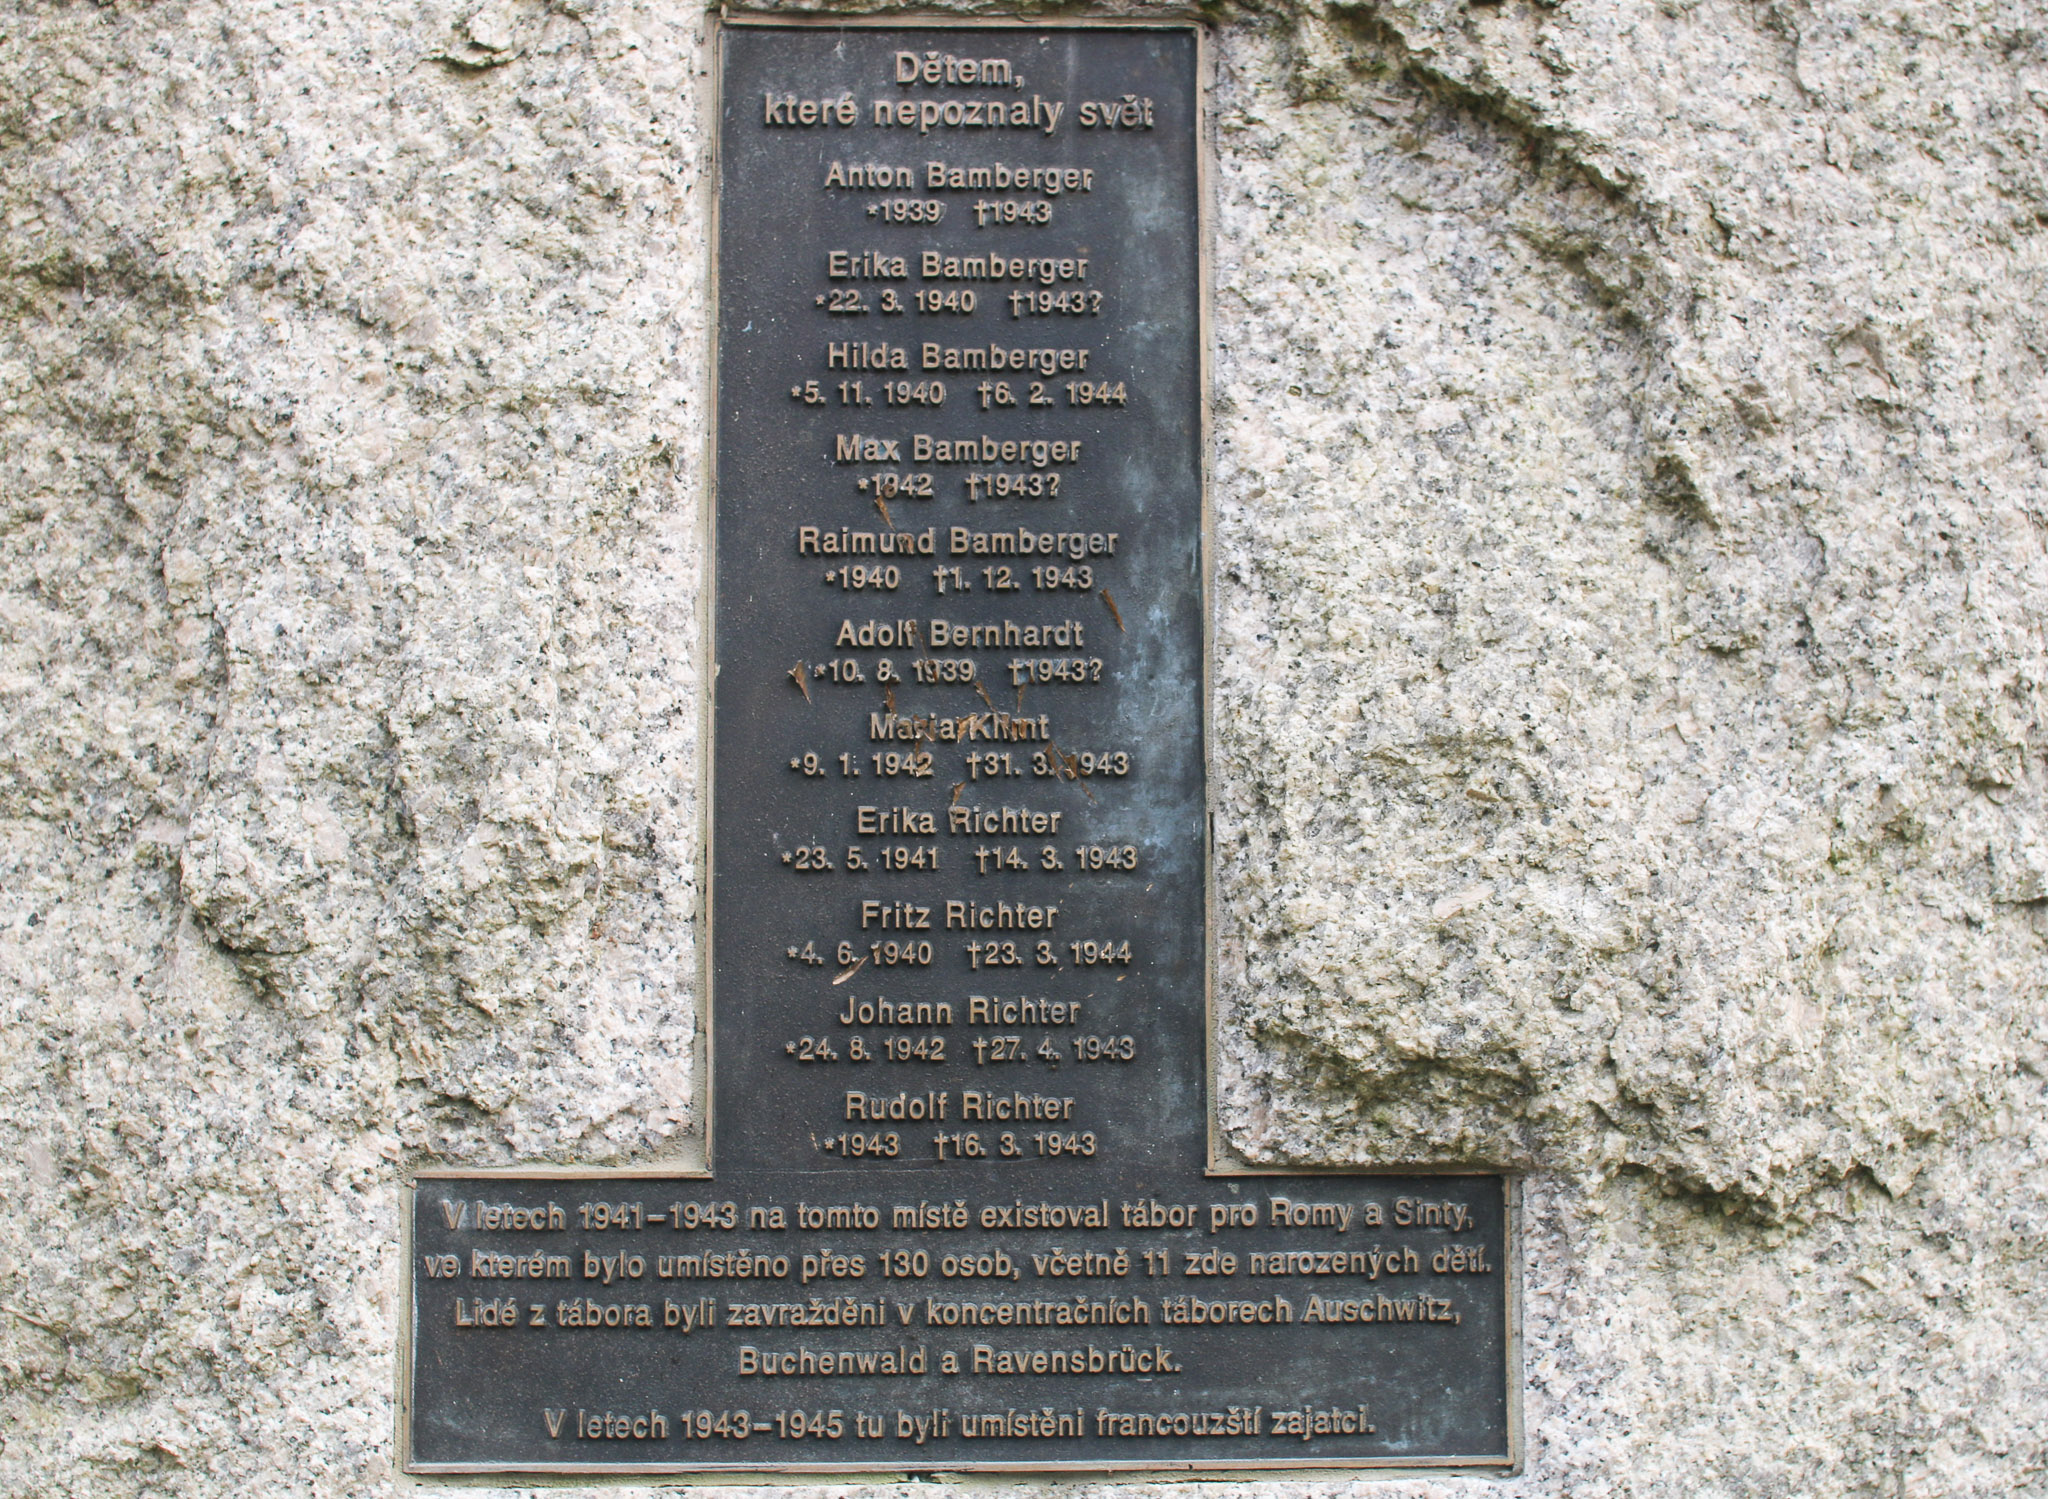 Dětem,
které nepoznaly svět
Anton Bamberger
*1939 †1943
Erika Bamberger
*22. 3. 1940 †1943?
Hilda Bamberger
*5. 11. 1940 †6. 2. 1944
Max Bamberger
*1942 †1943?
Raimund Bamberger
*1940 †1. 12. 1943
Adolf Bernhardt
*10. 8. 1939 †1943?
Maria Klimt
*9. 1. 1942 †31. 3. 1943
Erika Richter
*23. 5. 1941 †14. 3. 1943
Fritz Richter
*4. 6. 1940 †23. 3. 1944
Johann Richter
*24. 8. 1942 †27. 4. 1943
Rudolf Richter
*1943 †16. 3. 1943
V letech 1941–1943 na tomto místě existoval tábor pro Romy a Sinty,
ve kterém bylo umístěno přes 130 osob, včetně 11 zde narozených dětí.
Lidé z tábora byli zavražděni v koncentračních táborech Auschwitz,
Buchenwald a Ravensbrück.
V letech 1943–1945 tu byli umístěni francouzští zajatci.